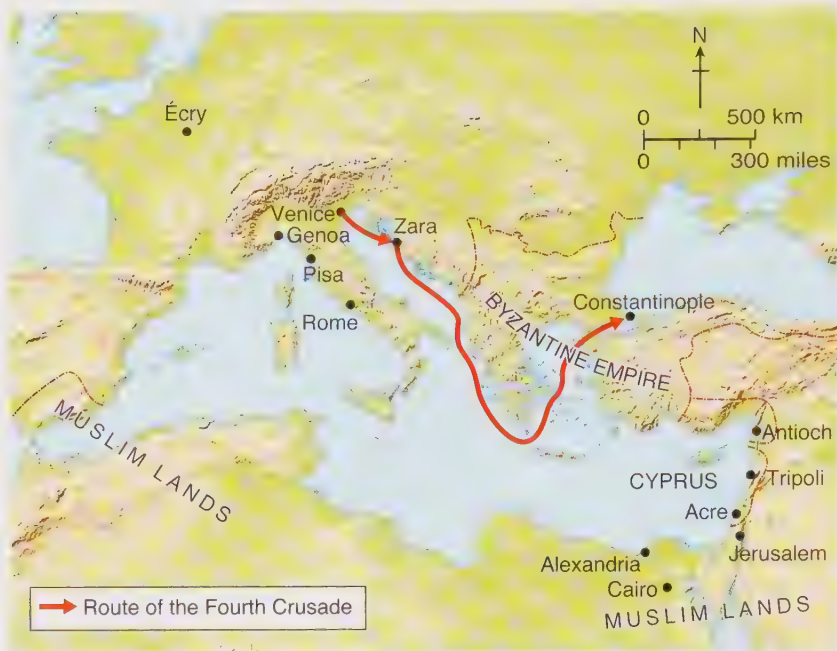 N
Écry
0 500 km
0 300 miles
Venice
Zara
Genoa
Pisa
Rome
Constantinople
BYZANTINE EMPIRE
MUSLIM LANDS
Antioch
CYPRUS
Tripoli
Acre
Jerusalem
Alexandria
Cairo
MUSLIM LANDS
Route of the Fourth Crusade